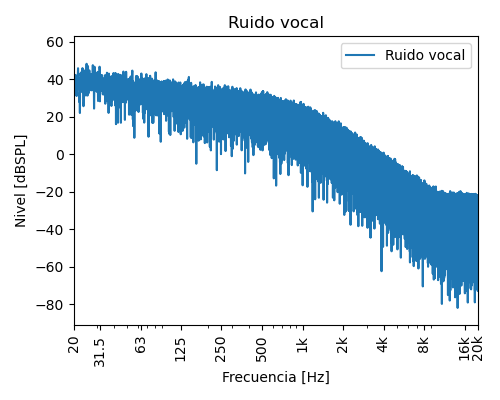 Ruido vocal
Ruido vocal
Nivel [dBSPL]
60
40
20
0
−20
−40
−60
−80
20
31.5
63
125
250
500
1k
2k
4k
8k
16k
20k
Frecuencia [Hz]